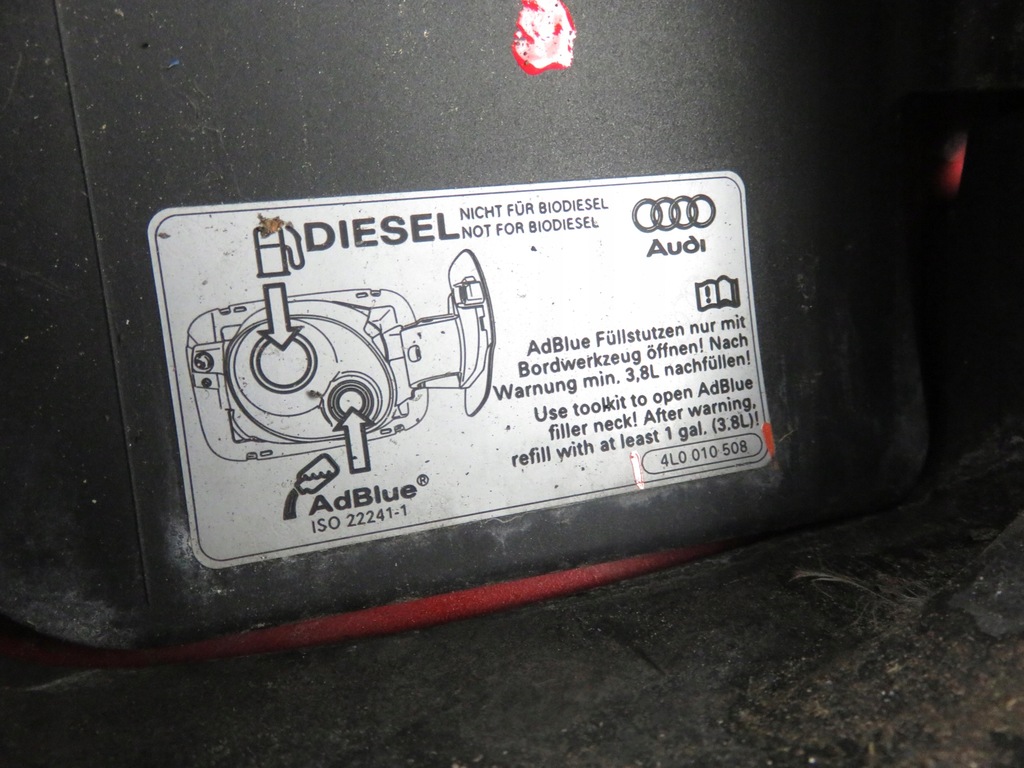 DIESEL
NICHT FÜR BIODIESEL
NOT FOR BIODIESEL
Audi
AdBlue Füllstutzen nur mit
Bordwerkzeug öffnen! Nach
Warnung min. 3,8L nachfüllen!
Use toolkit to open AdBlue
filler neck! After warning,
refill with at least 1 gal. (3.8L)!
4L0 010 508
AdBlue®
ISO 22241-1